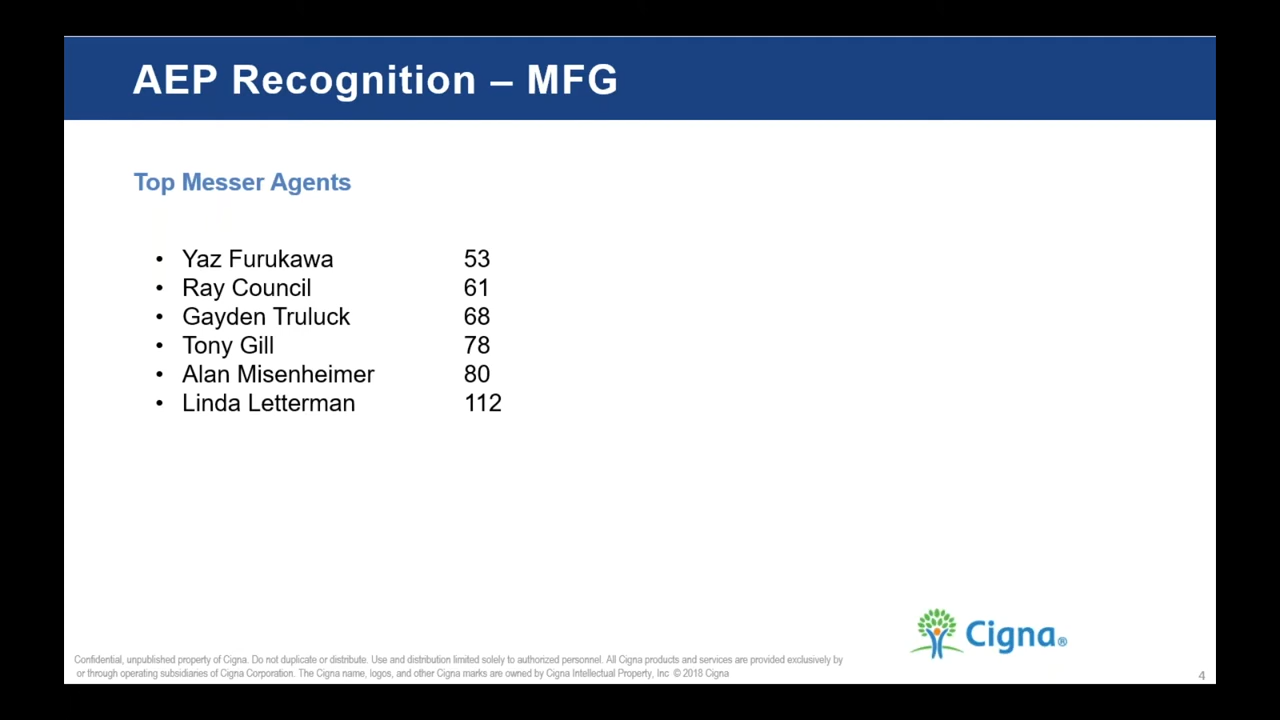 AEP Recognition – MFG
Top Messer Agents
• Yaz Furukawa 53
• Ray Council 61
• Gayden Truluck 68
• Tony Gill 78
• Alan Misenheimer 80
• Linda Letterman 112
Cigna®
Confidential, unpublished property of Cigna. Do not duplicate or distribute. Use and distribution limited solely to authorized personnel. All Cigna products and services are provided exclusively by
or through operating subsidiaries of Cigna Corporation. The Cigna name, logos, and other Cigna marks are owned by Cigna Intellectual Property, Inc © 2018 Cigna
4